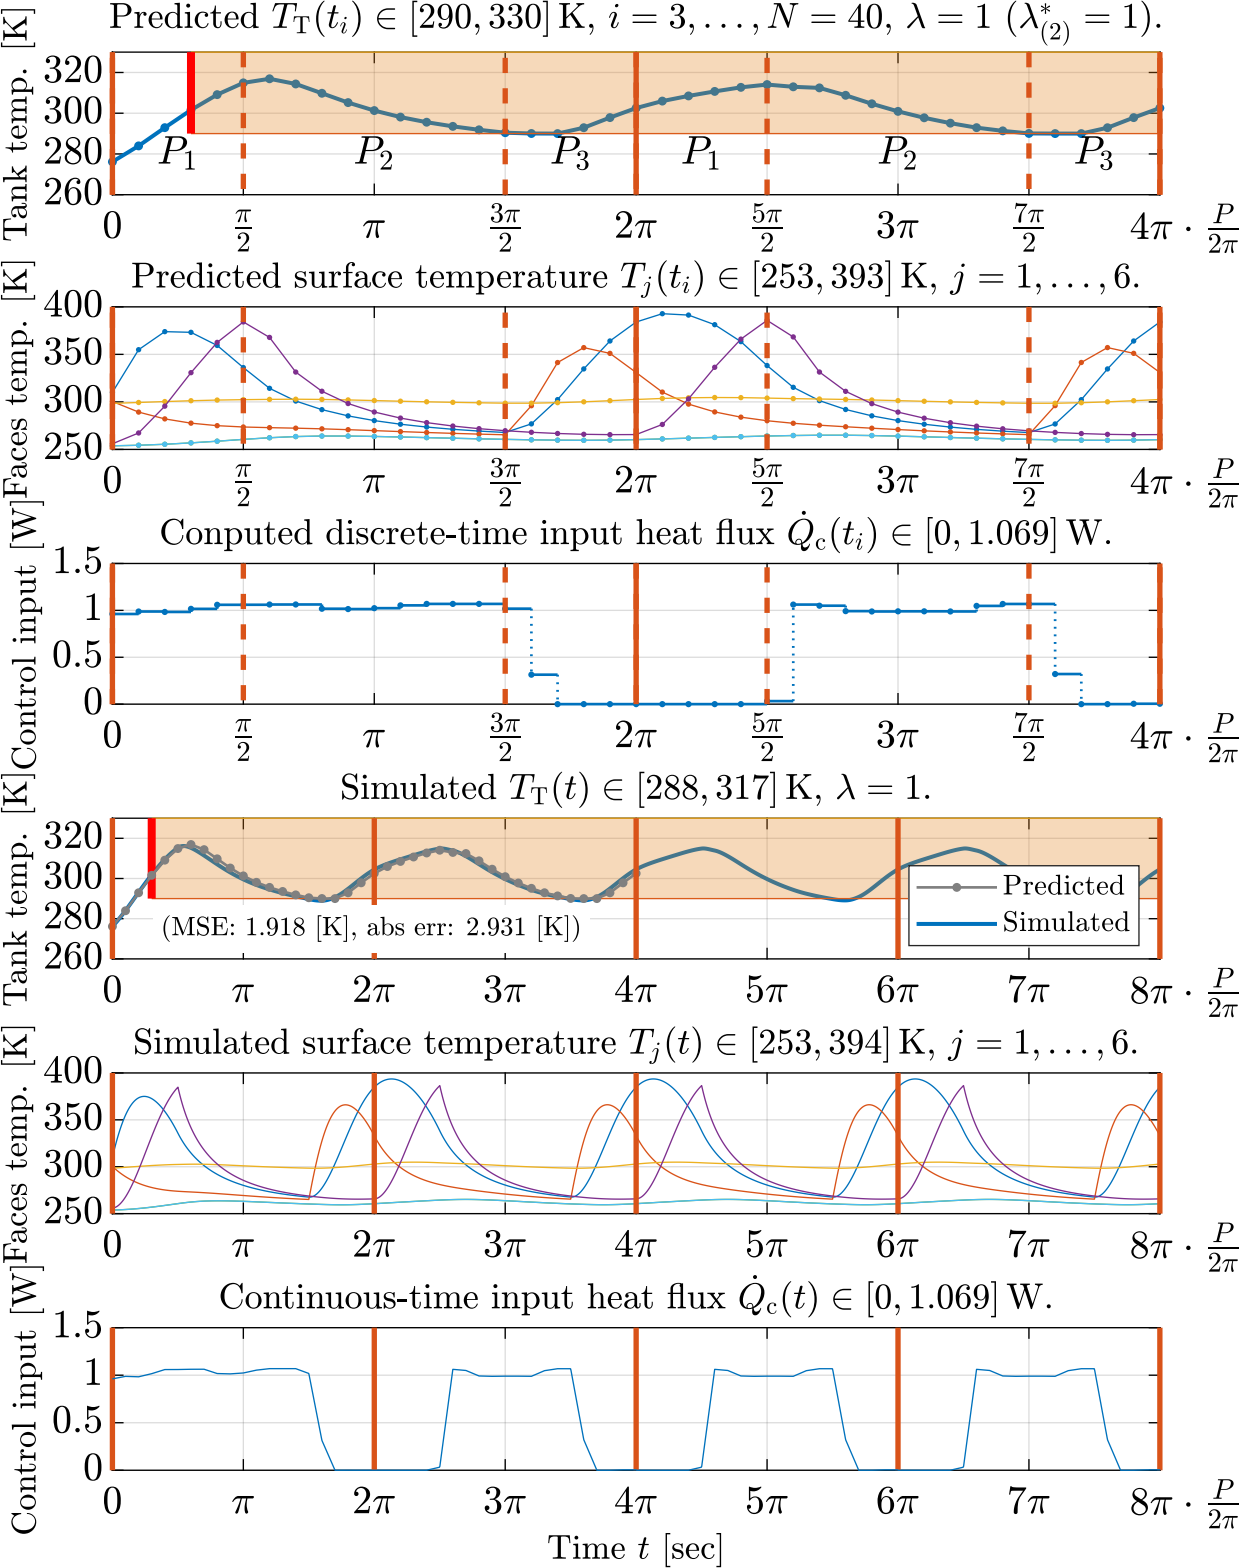 Predicted T_T(t_i) ∈ [290, 330] K, i = 3, . . . , N = 40, λ = 1 (λ*_(2) = 1).
Tank temp. [K]
320
300
280
260
P_1
P_2
P_3
P_1
P_2
P_3
0 π/2 π 3π/2 2π 5π/2 3π 7π/2 4π · P/2π
Predicted surface temperature T_j(t_i) ∈ [253, 393] K, j = 1, . . . , 6.
Faces temp. [K]
400
350
300
250
0 π/2 π 3π/2 2π 5π/2 3π 7π/2 4π · P/2π
Conputed discrete-time input heat flux Q̇_c(t_i) ∈ [0, 1.069] W.
Control input [W]
1.5
1
0.5
0
0 π/2 π 3π/2 2π 5π/2 3π 7π/2 4π · P/2π
Simulated T_T(t) ∈ [288, 317] K, λ = 1.
Tank temp. [K]
320
300
280
260
Predicted
Simulated
(MSE: 1.918 [K], abs err: 2.931 [K])
0 π 2π 3π 4π 5π 6π 7π 8π · P/2π
Simulated surface temperature T_j(t) ∈ [253, 394] K, j = 1, . . . , 6.
Faces temp. [K]
400
350
300
250
0 π 2π 3π 4π 5π 6π 7π 8π · P/2π
Continuous-time input heat flux Q̇_c(t) ∈ [0, 1.069] W.
Control input [W]
1.5
1
0.5
0
0 π 2π 3π 4π 5π 6π 7π 8π · P/2π
Time t [sec]